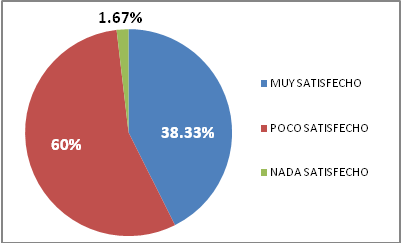 1.67%
38.33%
60%
MUY SATISFECHO
POCO SATISFECHO
NADA SATISFECHO